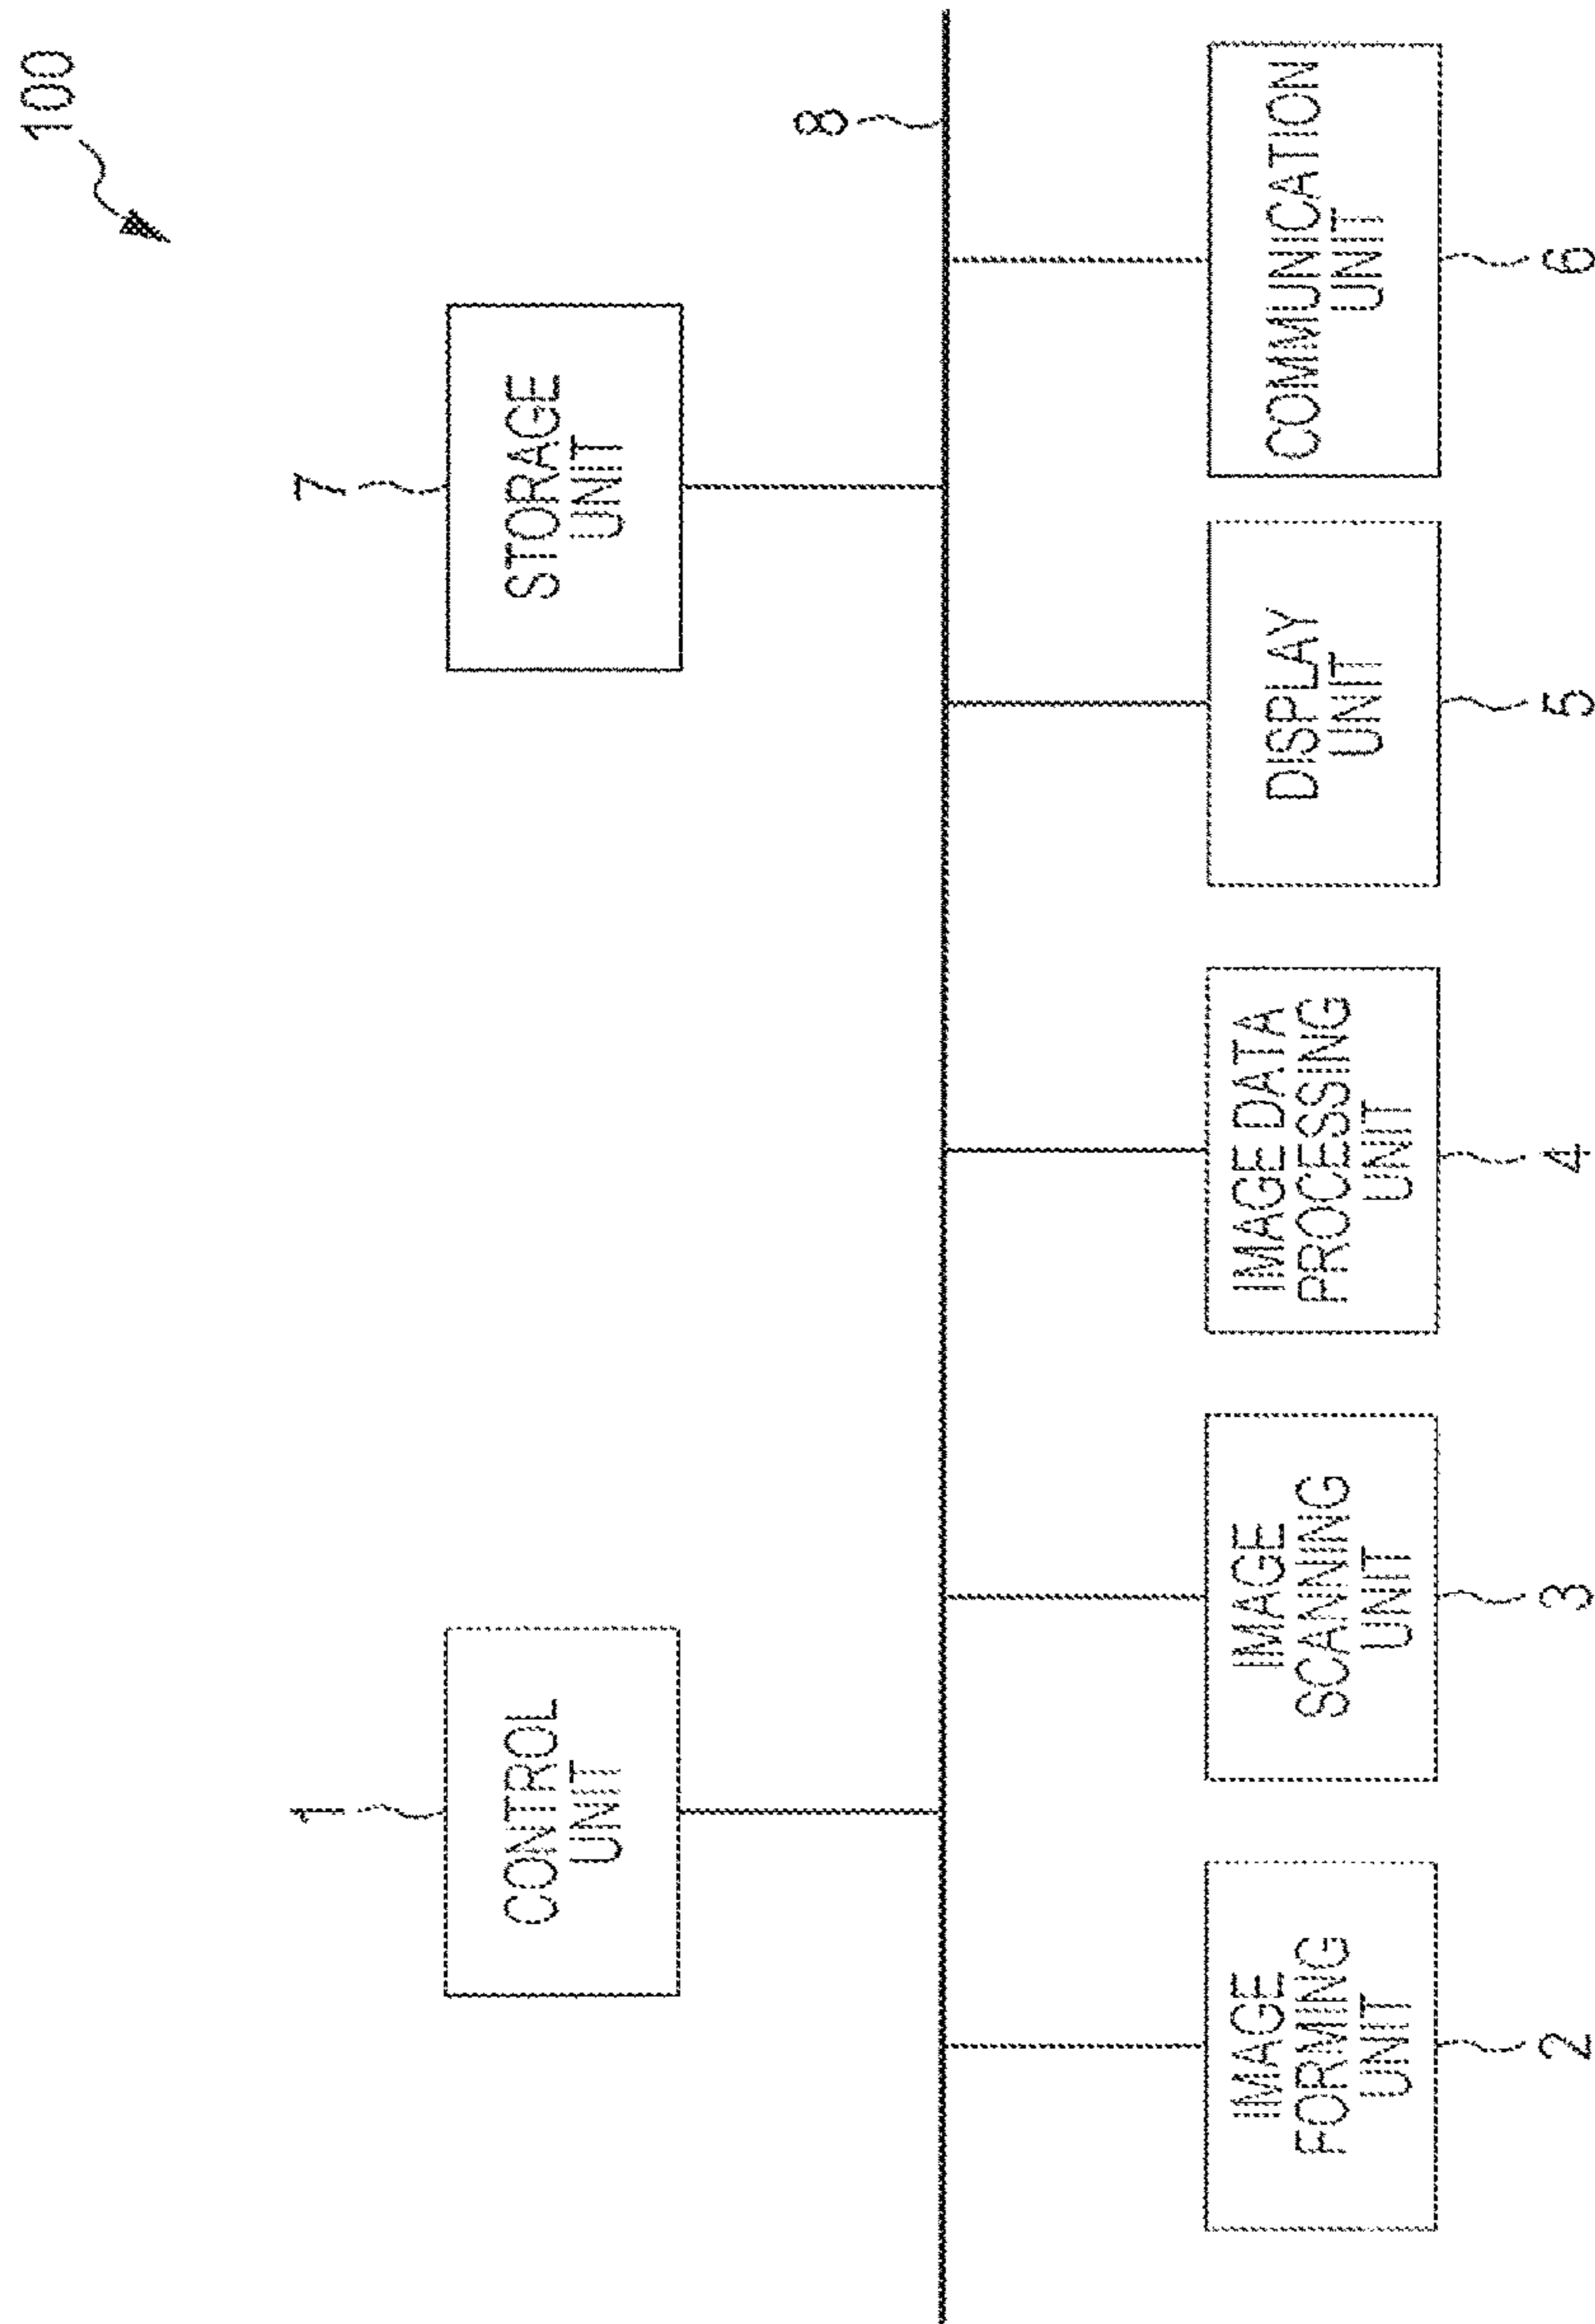 100
1
CONTROL
UNIT
7
STORAGE
UNIT
8
IMAGE
FORMING
UNIT
2
IMAGE
SCANNING
UNIT
3
IMAGE DATA
PROCESSING
UNIT
4
DISPLAY
UNIT
5
COMMUNICATION
UNIT
6